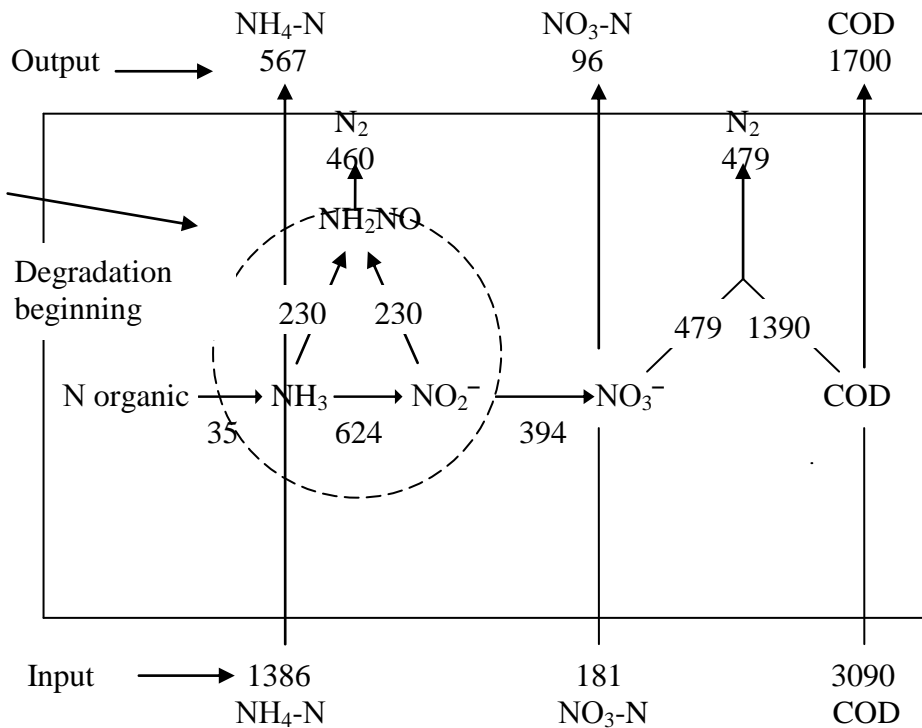 NH₄-N NO₃-N COD
Output 567 96 1700
N₂ N₂
460 479
NH₂NO
Degradation
beginning
230 230 479 1390
N organic NH₃ NO₂⁻ NO₃⁻ COD
35 624 394
Input 1386 181 3090
NH₄-N NO₃-N COD